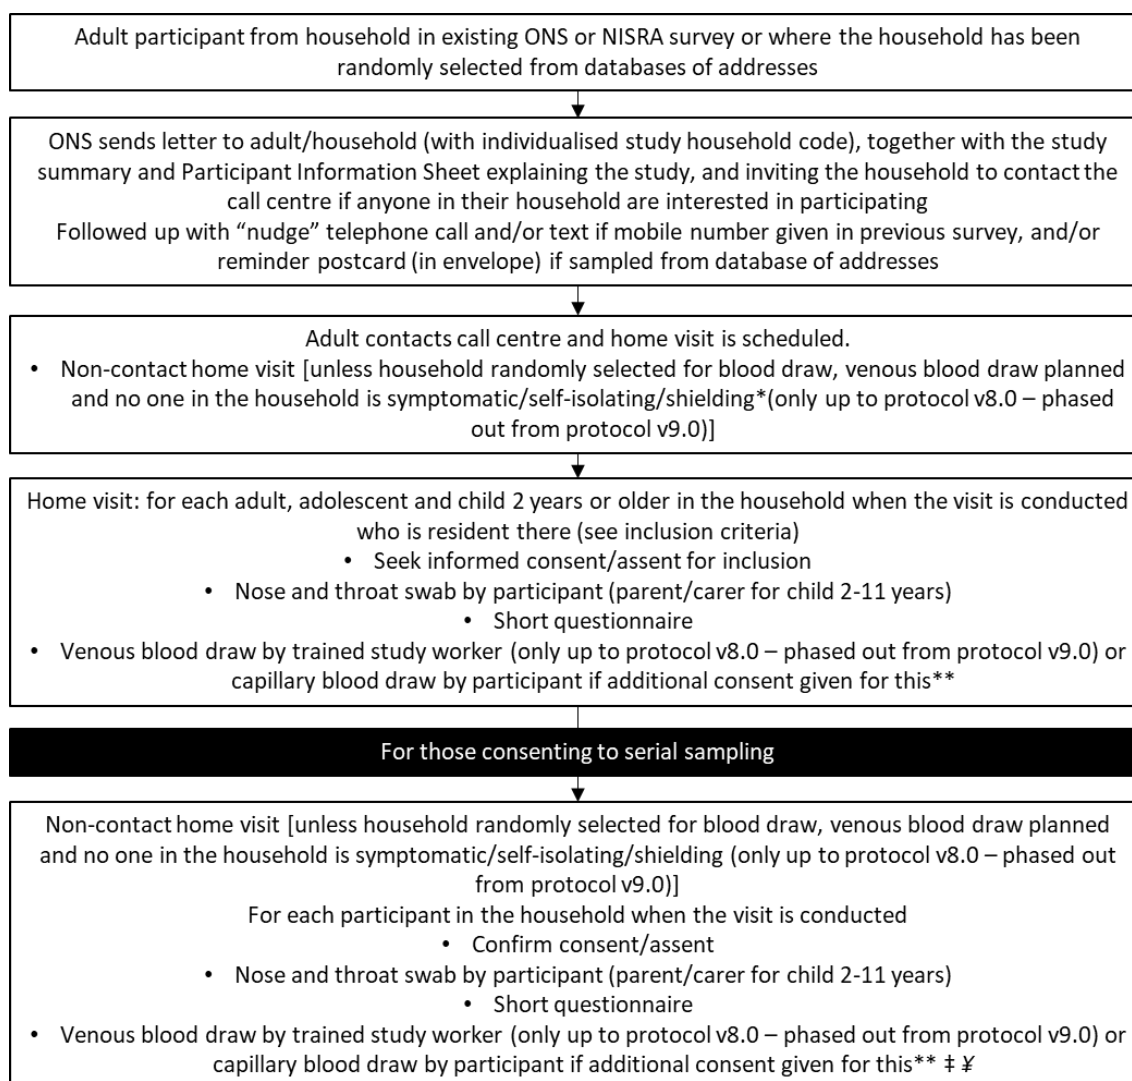 Adult participant from household in existing ONS or NISRA survey or where the household has been
randomly selected from databases of addresses
ONS sends letter to adult/household (with individualised study household code), together with the study
summary and Participant Information Sheet explaining the study, and inviting the household to contact the
call centre if anyone in their household are interested in participating
Followed up with “nudge” telephone call and/or text if mobile number given in previous survey, and/or
reminder postcard (in envelope) if sampled from database of addresses
Adult contacts call centre and home visit is scheduled.
• Non-contact home visit [unless household randomly selected for blood draw, venous blood draw planned
and no one in the household is symptomatic/self-isolating/shielding*(only up to protocol v8.0 – phased
out from protocol v9.0)]
Home visit: for each adult, adolescent and child 2 years or older in the household when the visit is conducted
who is resident there (see inclusion criteria)
• Seek informed consent/assent for inclusion
• Nose and throat swab by participant (parent/carer for child 2-11 years)
• Short questionnaire
• Venous blood draw by trained study worker (only up to protocol v8.0 – phased out from protocol v9.0) or
capillary blood draw by participant if additional consent given for this**
For those consenting to serial sampling
Non-contact home visit [unless household randomly selected for blood draw, venous blood draw planned
and no one in the household is symptomatic/self-isolating/shielding (only up to protocol v8.0 – phased out
from protocol v9.0)]
For each participant in the household when the visit is conducted
• Confirm consent/assent
• Nose and throat swab by participant (parent/carer for child 2-11 years)
• Short questionnaire
• Venous blood draw by trained study worker (only up to protocol v8.0 – phased out from protocol v9.0) or
capillary blood draw by participant if additional consent given for this** ‡ ¥